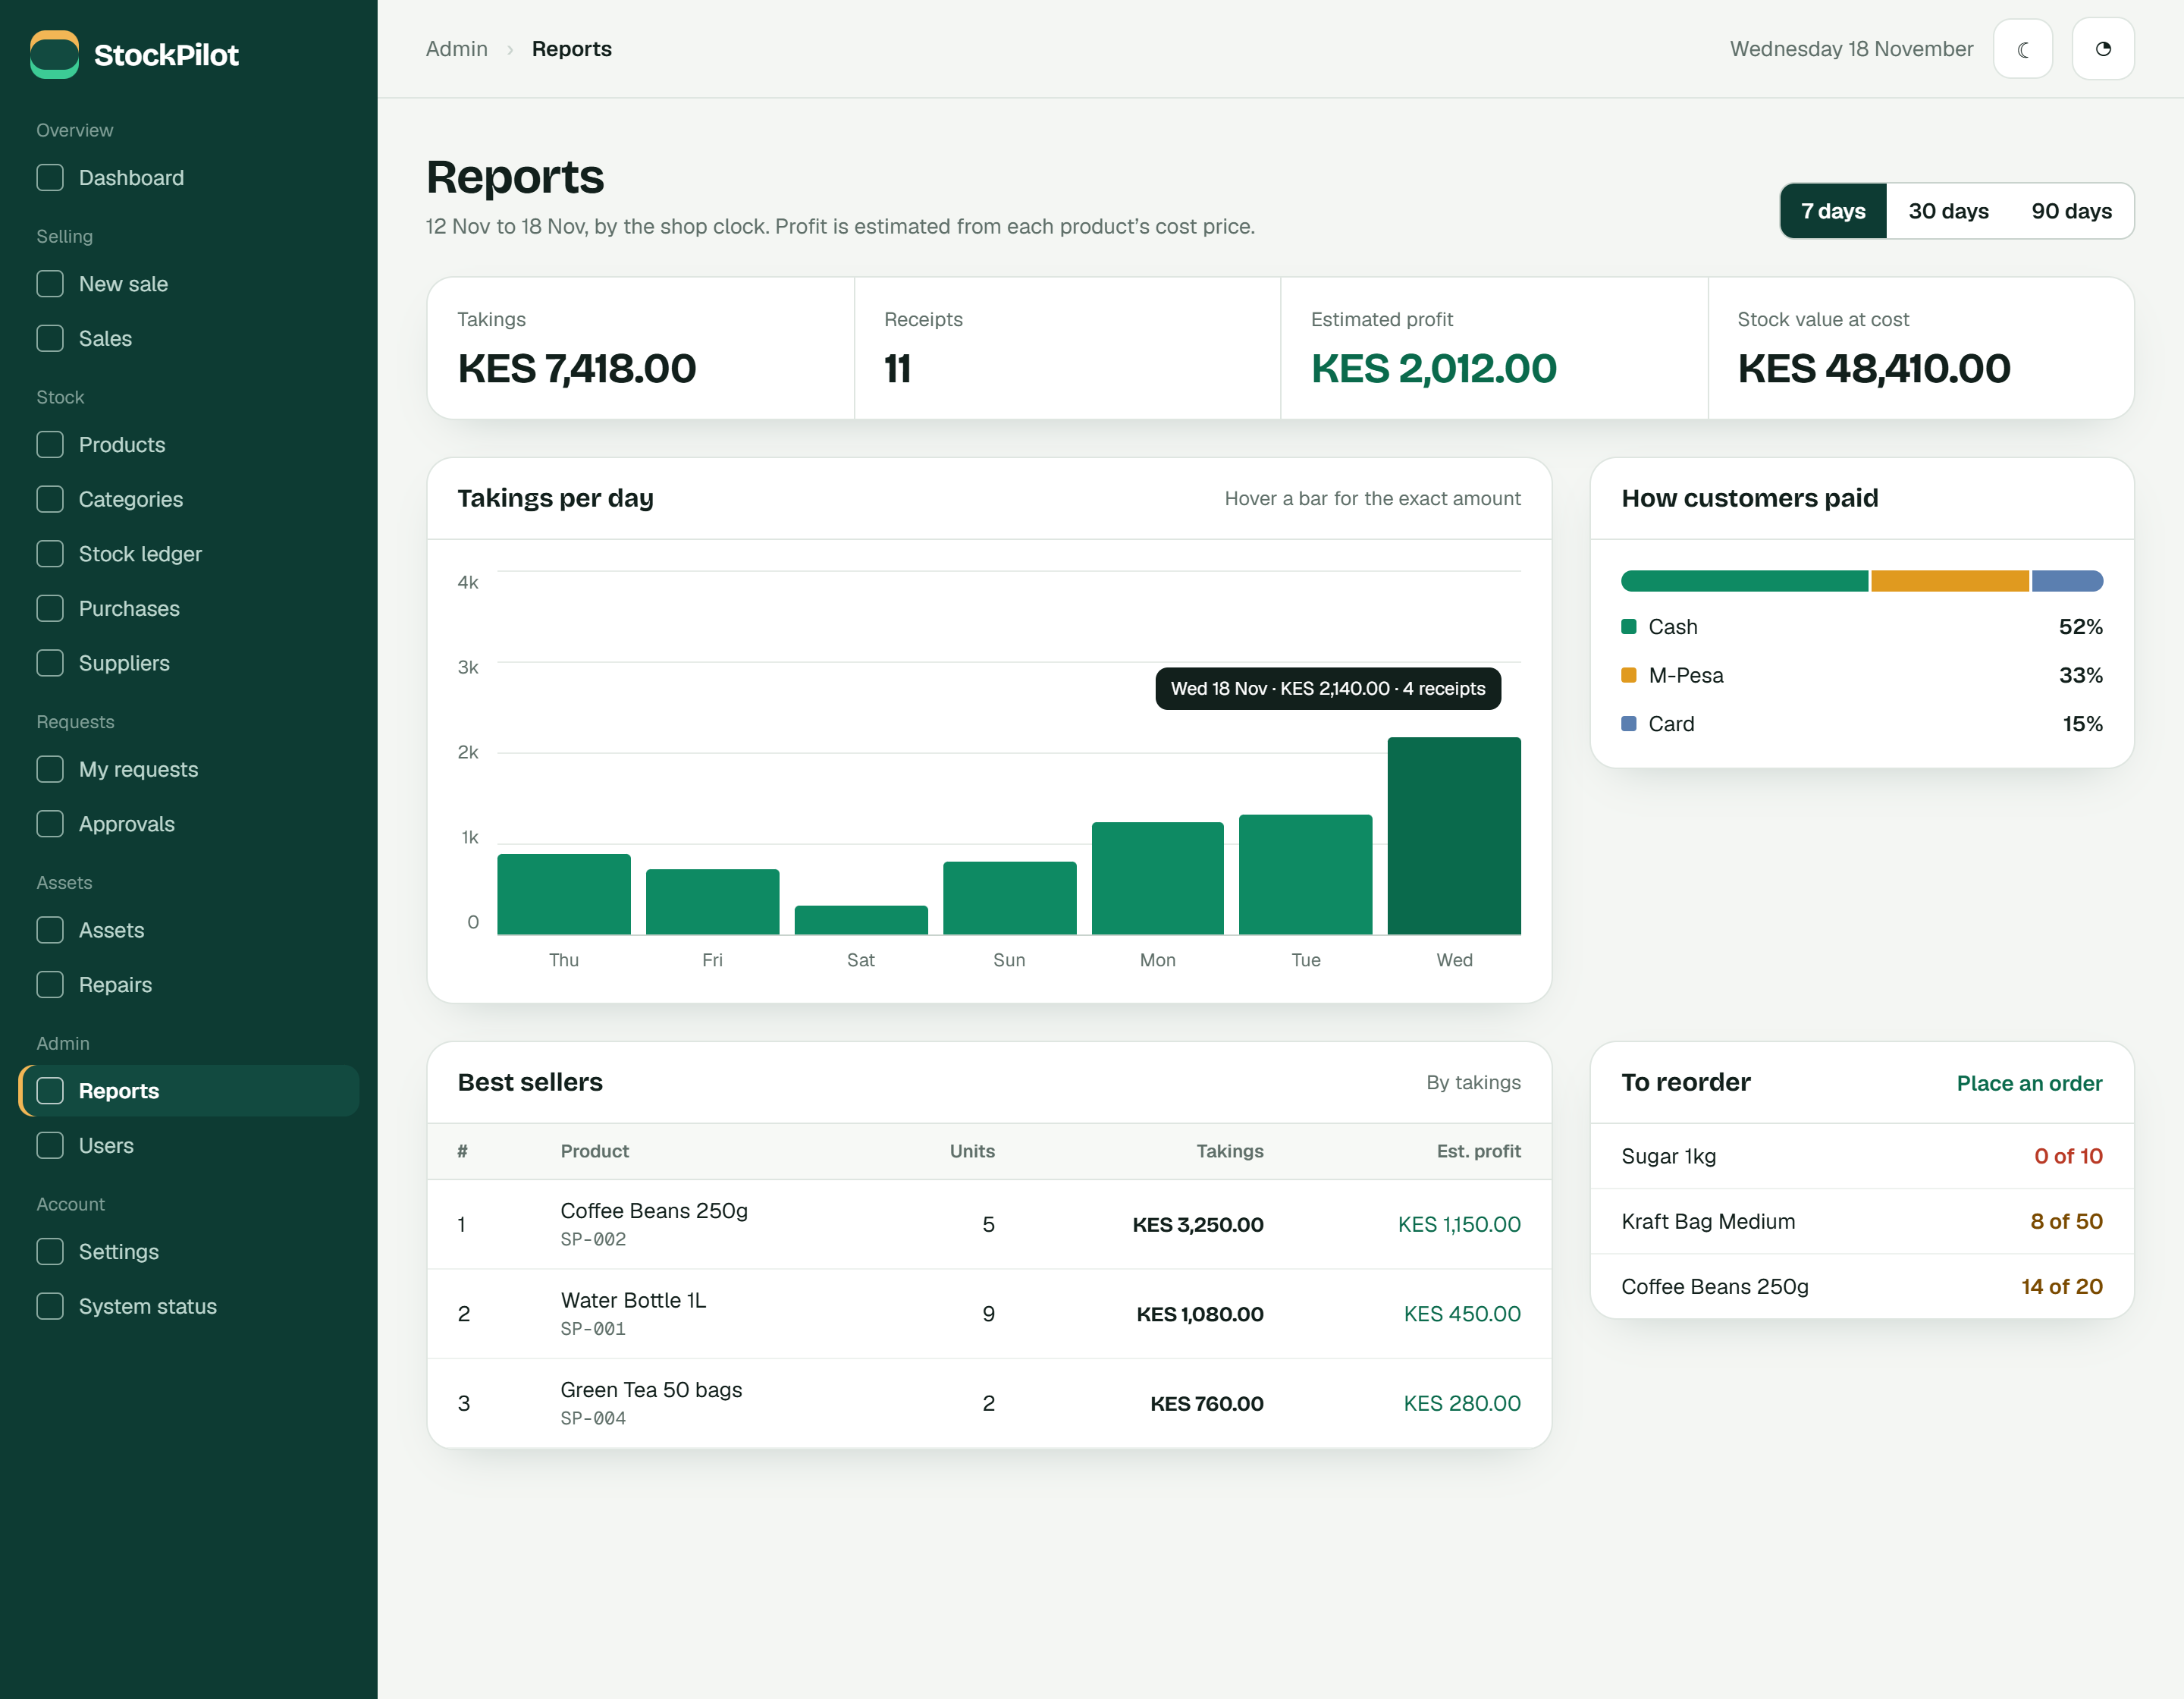 StockPilot
Overview
Dashboard
Selling
New sale
Sales
Stock
Products
Categories
Stock ledger
Purchases
Suppliers
Requests
My requests
Approvals
Assets
Assets
Repairs
Admin
Reports
Users
Account
Settings
System status
Admin › Reports
Wednesday 18 November
Reports
12 Nov to 18 Nov, by the shop clock. Profit is estimated from each product’s cost price.
7 days 30 days 90 days
Takings
KES 7,418.00
Receipts
11
Estimated profit
KES 2,012.00
Stock value at cost
KES 48,410.00
Takings per day
Hover a bar for the exact amount
4k
3k
2k
1k
0
Wed 18 Nov · KES 2,140.00 · 4 receipts
Thu Fri Sat Sun Mon Tue Wed
How customers paid
Cash 52%
M-Pesa 33%
Card 15%
Best sellers
By takings
# Product Units Takings Est. profit
1 Coffee Beans 250g 5 KES 3,250.00 KES 1,150.00
SP-002
2 Water Bottle 1L 9 KES 1,080.00 KES 450.00
SP-001
3 Green Tea 50 bags 2 KES 760.00 KES 280.00
SP-004
To reorder
Place an order
Sugar 1kg 0 of 10
Kraft Bag Medium 8 of 50
Coffee Beans 250g 14 of 20